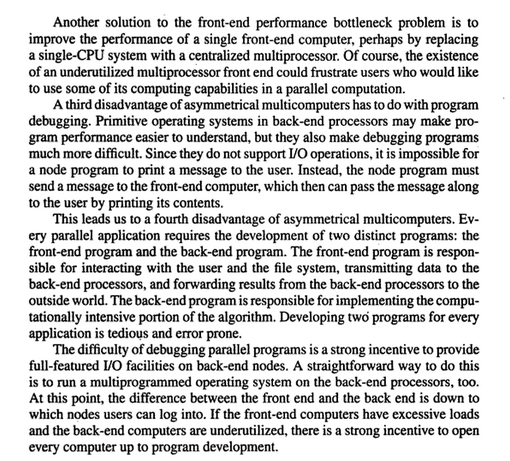 Another solution to the front-end performance bottleneck problem is to
improve the performance of a single front-end computer, perhaps by replacing
a single-CPU system with a centralized multiprocessor. Of course, the existence
of an underutilized multiprocessor front end could frustrate users who would like
to use some of its computing capabilities in a parallel computation.
A third disadvantage of asymmetrical multicomputers has to do with program
debugging. Primitive operating systems in back-end processors may make pro-
gram performance easier to understand, but they also make debugging programs
much more difficult. Since they do not support I/O operations, it is impossible for
a node program to print a message to the user. Instead, the node program must
send a message to the front-end computer, which then can pass the message along
to the user by printing its contents.
This leads us to a fourth disadvantage of asymmetrical multicomputers. Ev-
ery parallel application requires the development of two distinct programs: the
front-end program and the back-end program. The front-end program is respon-
sible for interacting with the user and the file system, transmitting data to the
back-end processors, and forwarding results from the back-end processors to the
outside world. The back-end program is responsible for implementing the compu-
tationally intensive portion of the algorithm. Developing two programs for every
application is tedious and error prone.
The difficulty of debugging parallel programs is a strong incentive to provide
full-featured I/O facilities on back-end nodes. A straightforward way to do this
is to run a multiprogrammed operating system on the back-end processors, too.
At this point, the difference between the front end and the back end is down to
which nodes users can log into. If the front-end computers have excessive loads
and the back-end computers are underutilized, there is a strong incentive to open
every computer up to program development.